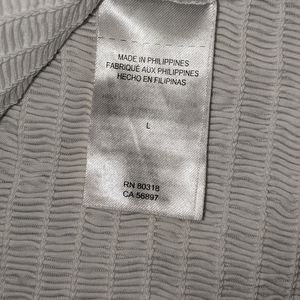 MADE IN PHILIPPINES
FABRIQUÉ AUX PHILIPPINES
HECHO EN FILIPINAS
L
RN 80318
CA 56897